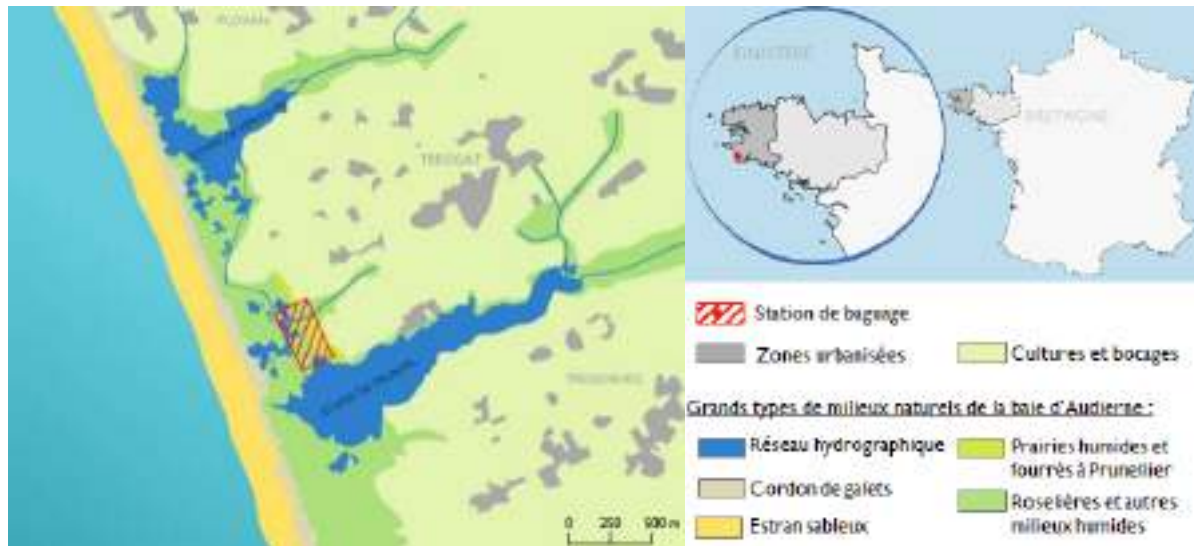 TREOGAT
FINISTERE
BRETAGNE
0 250 500 m
Station de baguage
Zones urbanisées
Cultures et bocages
Grands types de milieux naturels de la baie d'Audierne :
Réseau hydrographique
Prairies humides et
fourrés à Prunellier
Cordon de galets
Roselières et autres
milieux humides
Estran sableux